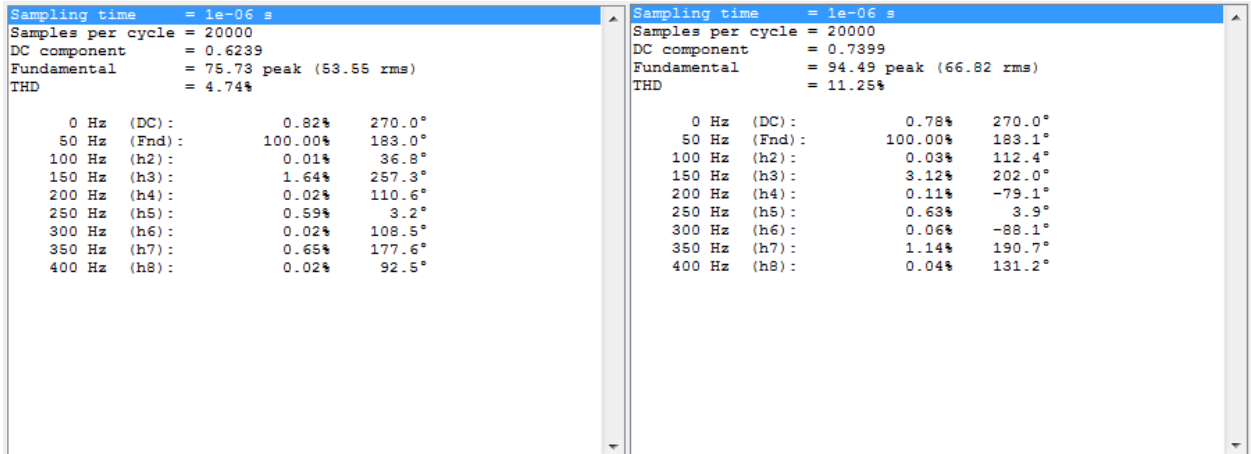 Sampling time = 1e-06 s
Samples per cycle = 20000
DC component = 0.6239
Fundamental = 75.73 peak (53.55 rms)
THD = 4.74%
0 Hz (DC): 0.82% 270.0°
50 Hz (Fnd): 100.00% 183.0°
100 Hz (h2): 0.01% 36.8°
150 Hz (h3): 1.64% 257.3°
200 Hz (h4): 0.02% 110.6°
250 Hz (h5): 0.59% 3.2°
300 Hz (h6): 0.02% 108.5°
350 Hz (h7): 0.65% 177.6°
400 Hz (h8): 0.02% 92.5°
Sampling time = 1e-06 s
Samples per cycle = 20000
DC component = 0.7399
Fundamental = 94.49 peak (66.82 rms)
THD = 11.25%
0 Hz (DC): 0.78% 270.0°
50 Hz (Fnd): 100.00% 183.1°
100 Hz (h2): 0.03% 112.4°
150 Hz (h3): 3.12% 202.0°
200 Hz (h4): 0.11% -79.1°
250 Hz (h5): 0.63% 3.9°
300 Hz (h6): 0.06% -88.1°
350 Hz (h7): 1.14% 190.7°
400 Hz (h8): 0.04% 131.2°